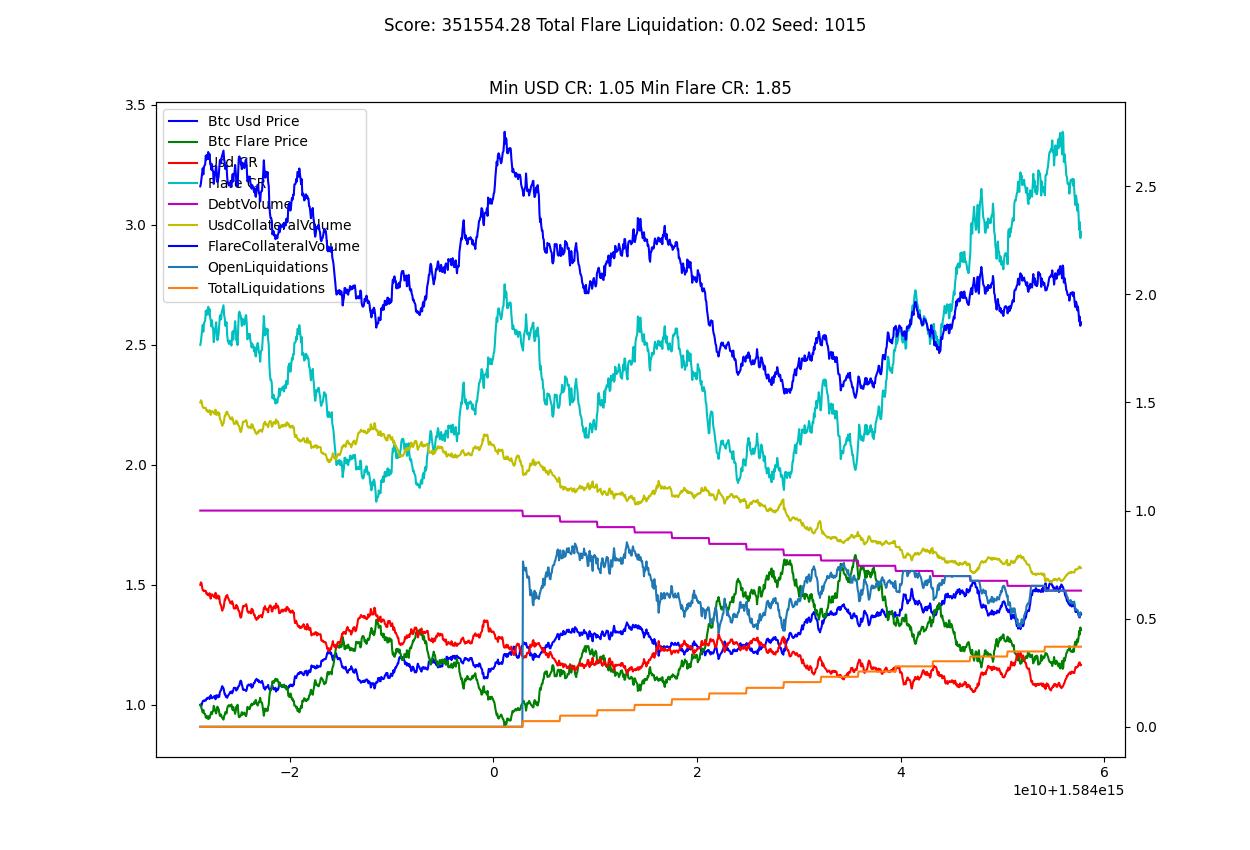 Score: 351554.28 Total Flare Liquidation: 0.02 Seed: 1015
Min USD CR: 1.05 Min Flare CR: 1.85
Btc Usd Price
Btc Flare Price
Usd CR
Flare CR
DebtVolume
UsdCollateralVolume
FlareCollateralVolume
OpenLiquidations
TotalLiquidations
3.5
3.0
2.5
2.0
1.5
1.0
2.5
2.0
1.5
1.0
0.5
0.0
−2
0
2
4
6
1e10+1.584e15